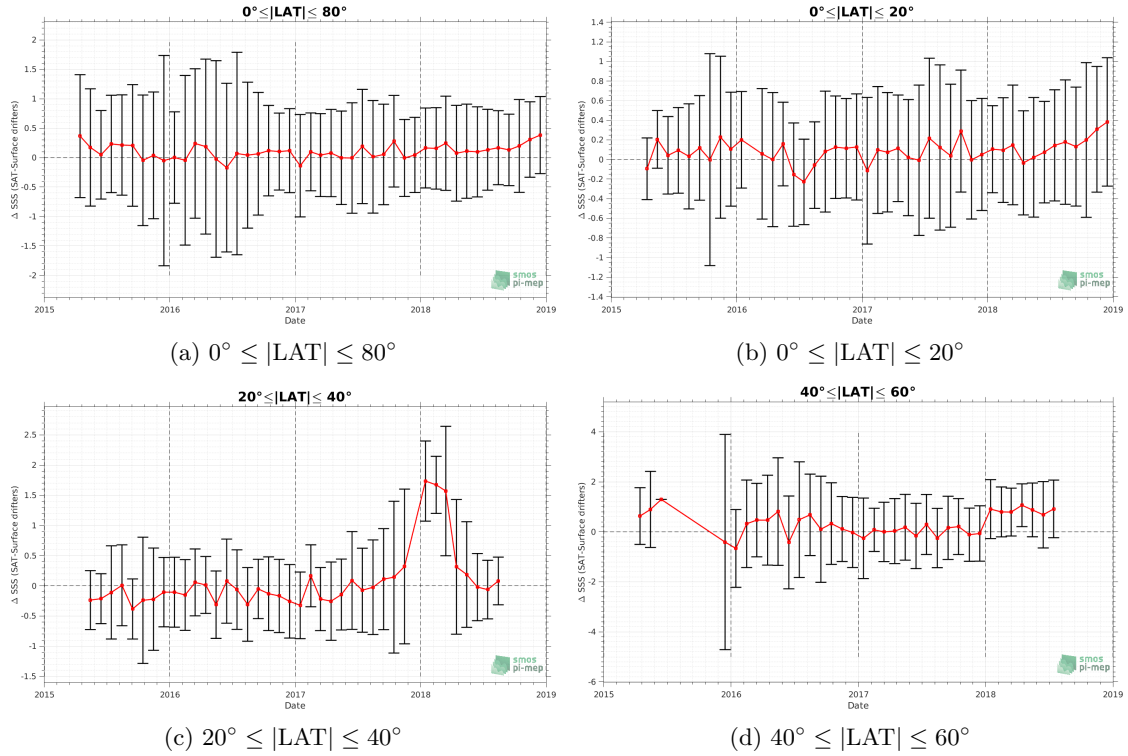 0°≤|LAT|≤ 80°
2
1.5
1
0.5
0
-0.5
-1
-1.5
-2
Δ SSS (SAT-Surface drifters)
smos
pi-mep
2015 2016 2017 2018 2019
Date
(a) 0° ≤ |LAT| ≤ 80°
0°≤|LAT|≤ 20°
1.4
1.2
1
0.8
0.6
0.4
0.2
0
-0.2
-0.4
-0.6
-0.8
-1
-1.2
-1.4
Δ SSS (SAT-Surface drifters)
smos
pi-mep
2015 2016 2017 2018 2019
Date
(b) 0° ≤ |LAT| ≤ 20°
20°≤|LAT|≤ 40°
2.5
2
1.5
1
0.5
0
-0.5
-1
-1.5
Δ SSS (SAT-Surface drifters)
smos
pi-mep
2015 2016 2017 2018 2019
Date
(c) 20° ≤ |LAT| ≤ 40°
40°≤|LAT|≤ 60°
4
2
0
-2
-4
-6
Δ SSS (SAT-Surface drifters)
smos
pi-mep
2015 2016 2017 2018 2019
Date
(d) 40° ≤ |LAT| ≤ 60°